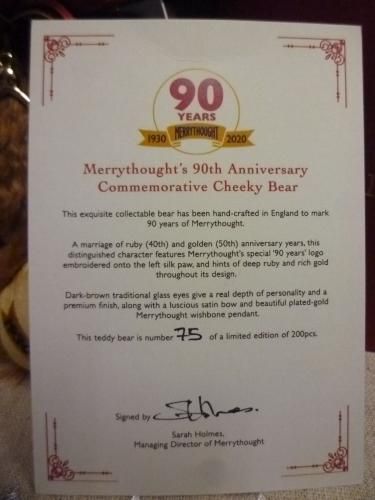 90
YEARS
1930 MERRYTHOUGHT 2020
Merrythought's 90th Anniversary
Commemorative Cheeky Bear
This exquisite collectable bear has been hand-crafted in England to mark
90 years of Merrythought.
A marriage of ruby (40th) and golden (50th) anniversary years, this
distinguished character features Merrythought's special '90 years' logo
embroidered onto the left silk paw, and hints of deep ruby and rich gold
throughout its design.
Dark-brown traditional glass eyes give a real depth of personality and a
premium finish, along with a luscious satin bow and beautiful plated-gold
Merrythought wishbone pendant.
This teddy bear is number 75 of a limited edition of 200pcs.
Signed by S Holmes.
Sarah Holmes,
Managing Director of Merrythought